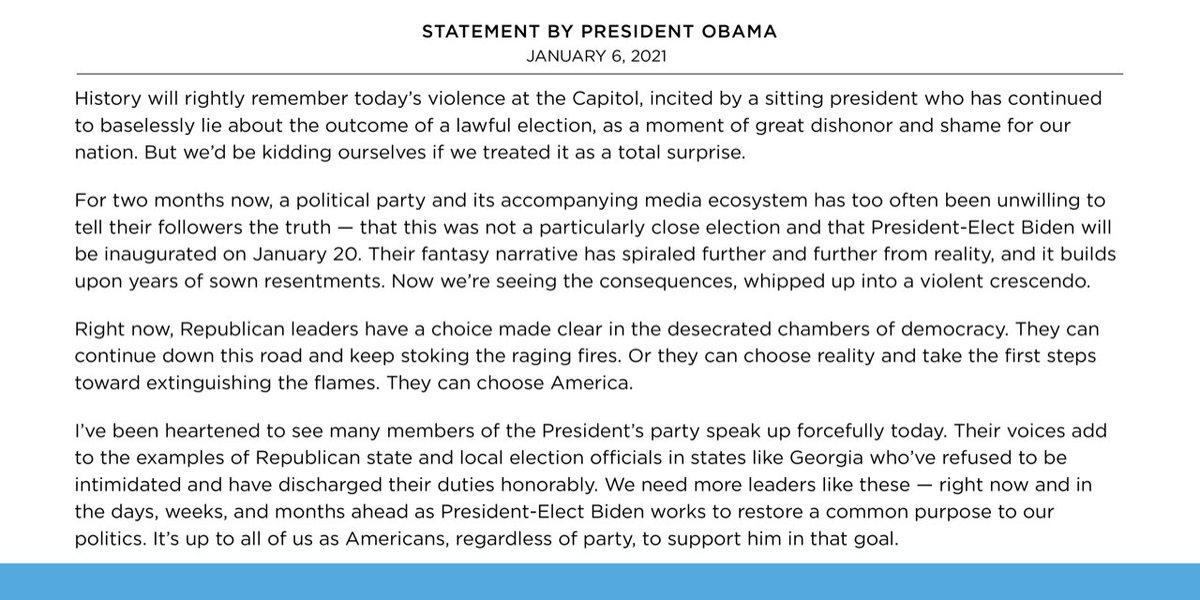 STATEMENT BY PRESIDENT OBAMA
JANUARY 6, 2021
History will rightly remember today’s violence at the Capitol, incited by a sitting president who has continued
to baselessly lie about the outcome of a lawful election, as a moment of great dishonor and shame for our
nation. But we’d be kidding ourselves if we treated it as a total surprise.
For two months now, a political party and its accompanying media ecosystem has too often been unwilling to
tell their followers the truth — that this was not a particularly close election and that President-Elect Biden will
be inaugurated on January 20. Their fantasy narrative has spiraled further and further from reality, and it builds
upon years of sown resentments. Now we’re seeing the consequences, whipped up into a violent crescendo.
Right now, Republican leaders have a choice made clear in the desecrated chambers of democracy. They can
continue down this road and keep stoking the raging fires. Or they can choose reality and take the first steps
toward extinguishing the flames. They can choose America.
I’ve been heartened to see many members of the President’s party speak up forcefully today. Their voices add
to the examples of Republican state and local election officials in states like Georgia who’ve refused to be
intimidated and have discharged their duties honorably. We need more leaders like these — right now and in
the days, weeks, and months ahead as President-Elect Biden works to restore a common purpose to our
politics. It’s up to all of us as Americans, regardless of party, to support him in that goal.